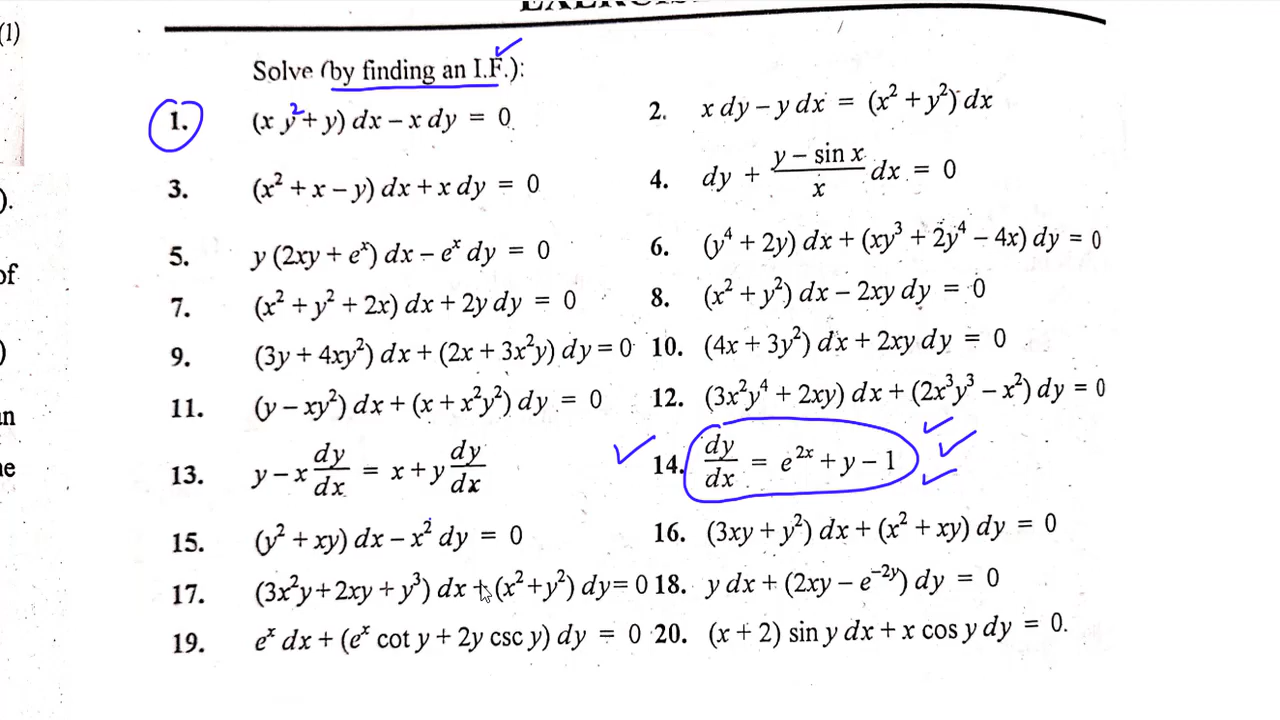 (1)
Solve (by finding an I.F.):
1. (x y² + y) dx – x dy = 0
2. x dy – y dx = (x² + y²) dx
3. (x² + x – y) dx + x dy = 0
4. dy + (y – sin x)/x dx = 0
).
5. y (2xy + eˣ) dx – eˣ dy = 0
6. (y⁴ + 2y) dx + (xy³ + 2y⁴ – 4x) dy = 0
of
7. (x² + y² + 2x) dx + 2y dy = 0
8. (x² + y²) dx – 2xy dy = 0
)
9. (3y + 4xy²) dx + (2x + 3x²y) dy = 0
10. (4x + 3y²) dx + 2xy dy = 0
11. (y – xy²) dx + (x + x²y²) dy = 0
12. (3x²y⁴ + 2xy) dx + (2x³y³ – x²) dy = 0
13. y – x dy/dx = x + y dy/dx
14. dy/dx = e²ˣ + y – 1
15. (y² + xy) dx – x² dy = 0
16. (3xy + y²) dx + (x² + xy) dy = 0
17. (3x²y + 2xy + y³) dx + (x² + y²) dy = 0
18. y dx + (2xy – e⁻²ʸ) dy = 0
19. eˣ dx + (eˣ cot y + 2y csc y) dy = 0
20. (x + 2) sin y dx + x cos y dy = 0.